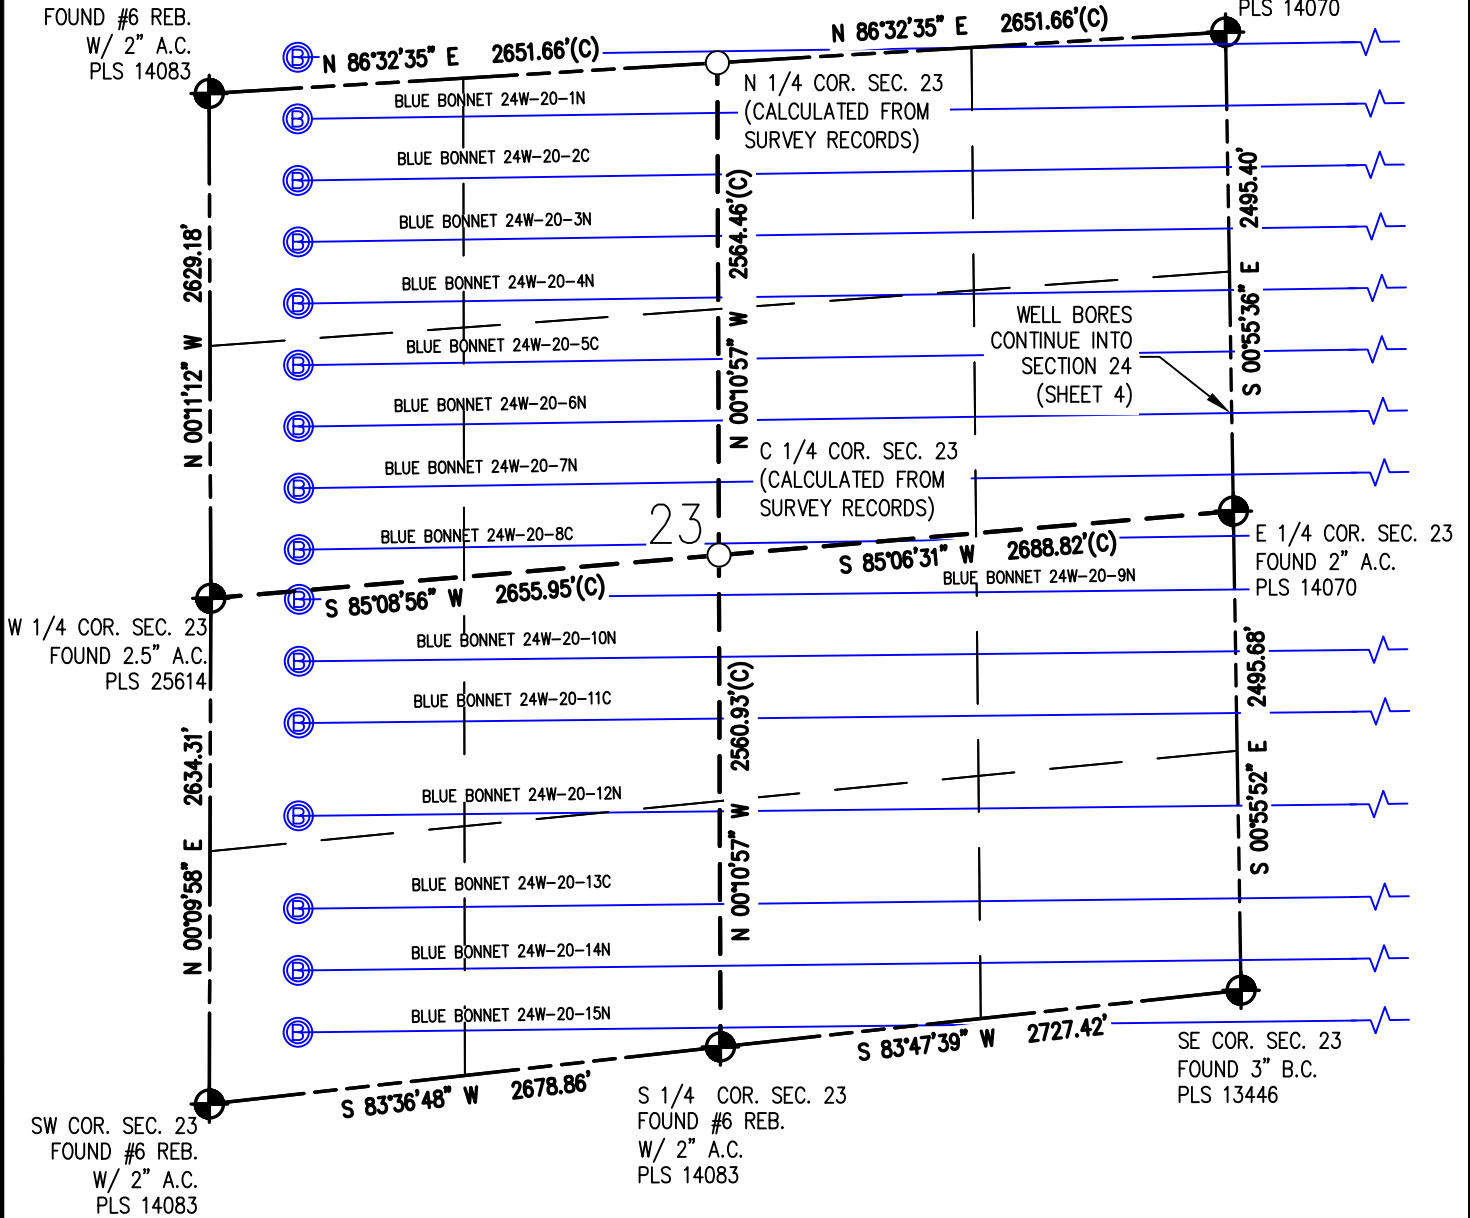 PLS 14070
FOUND #6 REB.
W/ 2" A.C.
PLS 14083
N 86°32'35" E 2651.66'(C)
N 86°32'35" E 2651.66'(C)
B
N 1/4 COR. SEC. 23
(CALCULATED FROM
SURVEY RECORDS)
B
BLUE BONNET 24W-20-1N
B
BLUE BONNET 24W-20-2C
B
BLUE BONNET 24W-20-3N
B
BLUE BONNET 24W-20-4N
B
BLUE BONNET 24W-20-5C
B
BLUE BONNET 24W-20-6N
B
BLUE BONNET 24W-20-7N
B
BLUE BONNET 24W-20-8C
N 00°11'12" W 2629.18'
N 00°10'57" W 2564.46'(C)
S 00°55'36" E 2495.40'
WELL BORES
CONTINUE INTO
SECTION 24
(SHEET 4)
C 1/4 COR. SEC. 23
(CALCULATED FROM
SURVEY RECORDS)
23
S 85°08'56" W 2655.95'(C)
S 85°06'31" W 2688.82'(C)
E 1/4 COR. SEC. 23
FOUND 2" A.C.
PLS 14070
B
BLUE BONNET 24W-20-9N
W 1/4 COR. SEC. 23
FOUND 2.5" A.C.
PLS 25614
B
BLUE BONNET 24W-20-10N
B
BLUE BONNET 24W-20-11C
B
BLUE BONNET 24W-20-12N
B
BLUE BONNET 24W-20-13C
B
BLUE BONNET 24W-20-14N
B
BLUE BONNET 24W-20-15N
N 00°09'58" E 2634.31'
N 00°10'57" W 2560.93'(C)
S 00°55'52" E 2495.68'
S 83°36'48" W 2678.86'
S 83°47'39" W 2727.42'
SW COR. SEC. 23
FOUND #6 REB.
W/ 2" A.C.
PLS 14083
S 1/4 COR. SEC. 23
FOUND #6 REB.
W/ 2" A.C.
PLS 14083
SE COR. SEC. 23
FOUND 3" B.C.
PLS 13446